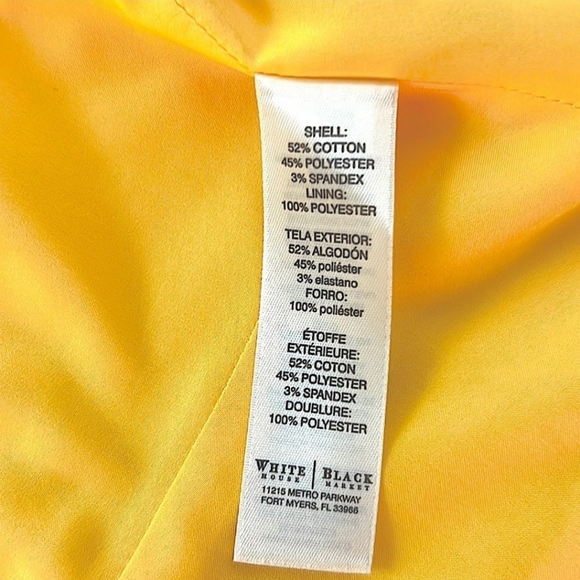 SHELL:
52% COTTON
45% POLYESTER
3% SPANDEX
LINING:
100% POLYESTER
TELA EXTERIOR:
52% ALGODÓN
45% poliéster
3% elastano
FORRO:
100% poliéster
ÉTOFFE
EXTÉRIEURE:
52% COTON
45% POLYESTER
3% SPANDEX
DOUBLURE:
100% POLYESTER
WHITE | BLACK
HOUSE MARKET
11215 METRO PARKWAY
FORT MYERS, FL 33966